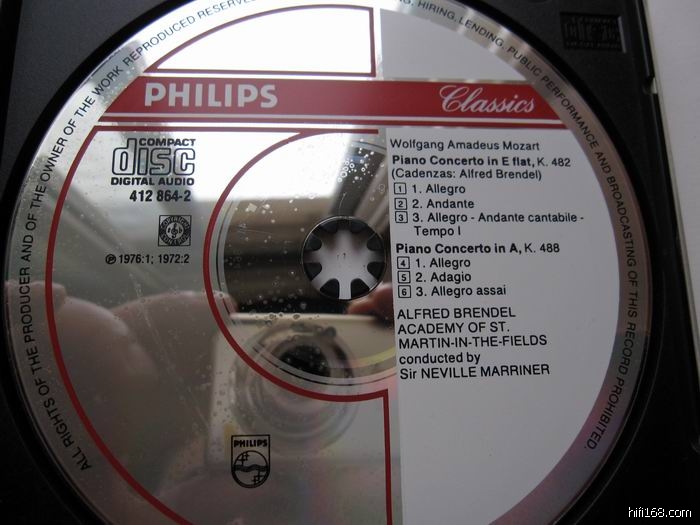 ALL RIGHTS OF THE PRODUCER AND OF THE OWNER OF THE WORK REPRODUCED RESERVED
HIRING, LENDING, PUBLIC PERFORMANCE AND BROADCASTING OF THIS RECORD PROHIBITED.
PHILIPS Classics
COMPACT
disc
DIGITAL AUDIO
412 864-2
℗ 1976:1; 1972:2
Wolfgang Amadeus Mozart
Piano Concerto in E flat, K. 482
(Cadenzas: Alfred Brendel)
1 1. Allegro
2 2. Andante
3 3. Allegro - Andante cantabile -
Tempo I
Piano Concerto in A, K. 488
4 1. Allegro
5 2. Adagio
6 3. Allegro assai
ALFRED BRENDEL
ACADEMY OF ST.
MARTIN-IN-THE-FIELDS
conducted by
Sir NEVILLE MARRINER
PHILIPS
hifi168.com